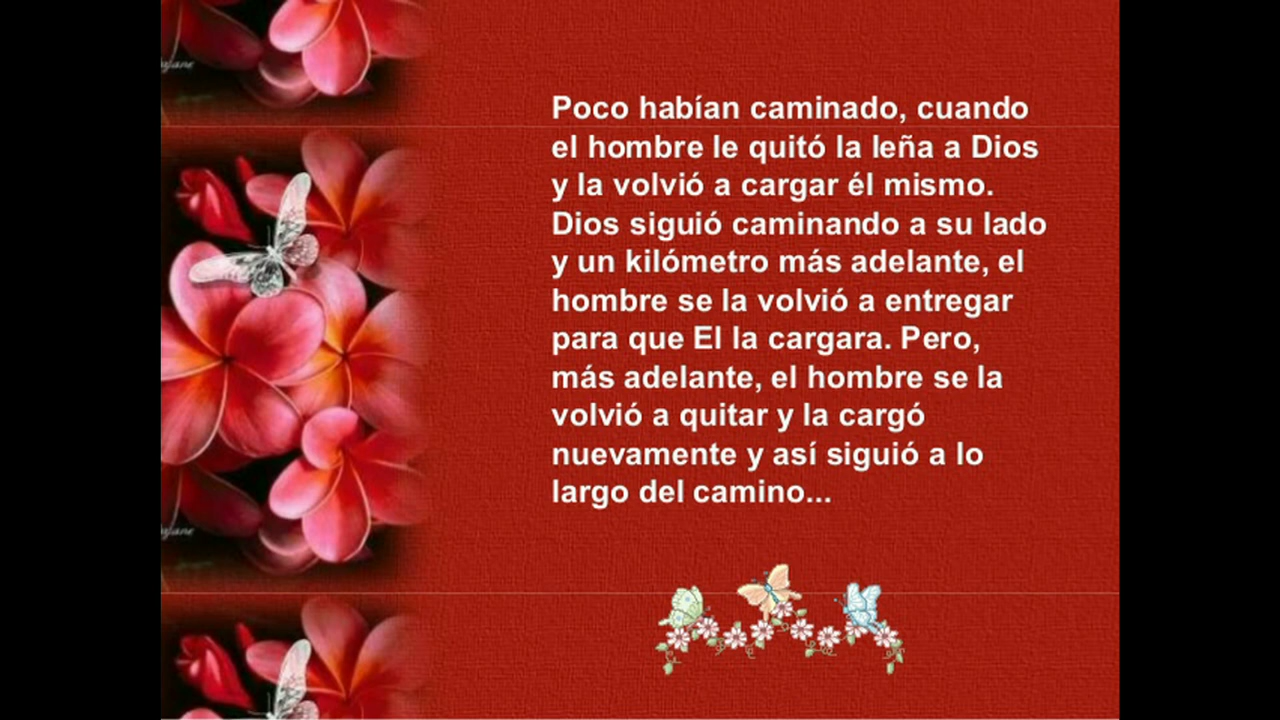 Poco habían caminado, cuando
el hombre le quitó la leña a Dios
y la volvió a cargar él mismo.
Dios siguió caminando a su lado
y un kilómetro más adelante, el
hombre se la volvió a entregar
para que El la cargara. Pero,
más adelante, el hombre se la
volvió a quitar y la cargó
nuevamente y así siguió a lo
largo del camino...